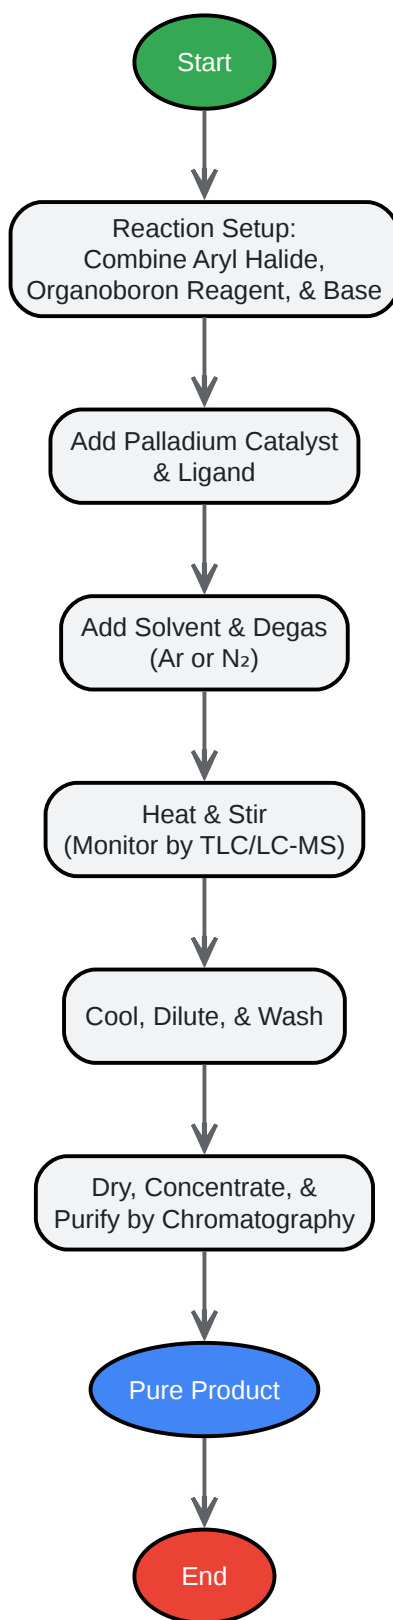 Start
Reaction Setup:
Combine Aryl Halide,
Organoboron Reagent, & Base
Add Palladium Catalyst
& Ligand
Add Solvent & Degas
(Ar or N₂)
Heat & Stir
(Monitor by TLC/LC-MS)
Cool, Dilute, & Wash
Dry, Concentrate, &
Purify by Chromatography
Pure Product
End